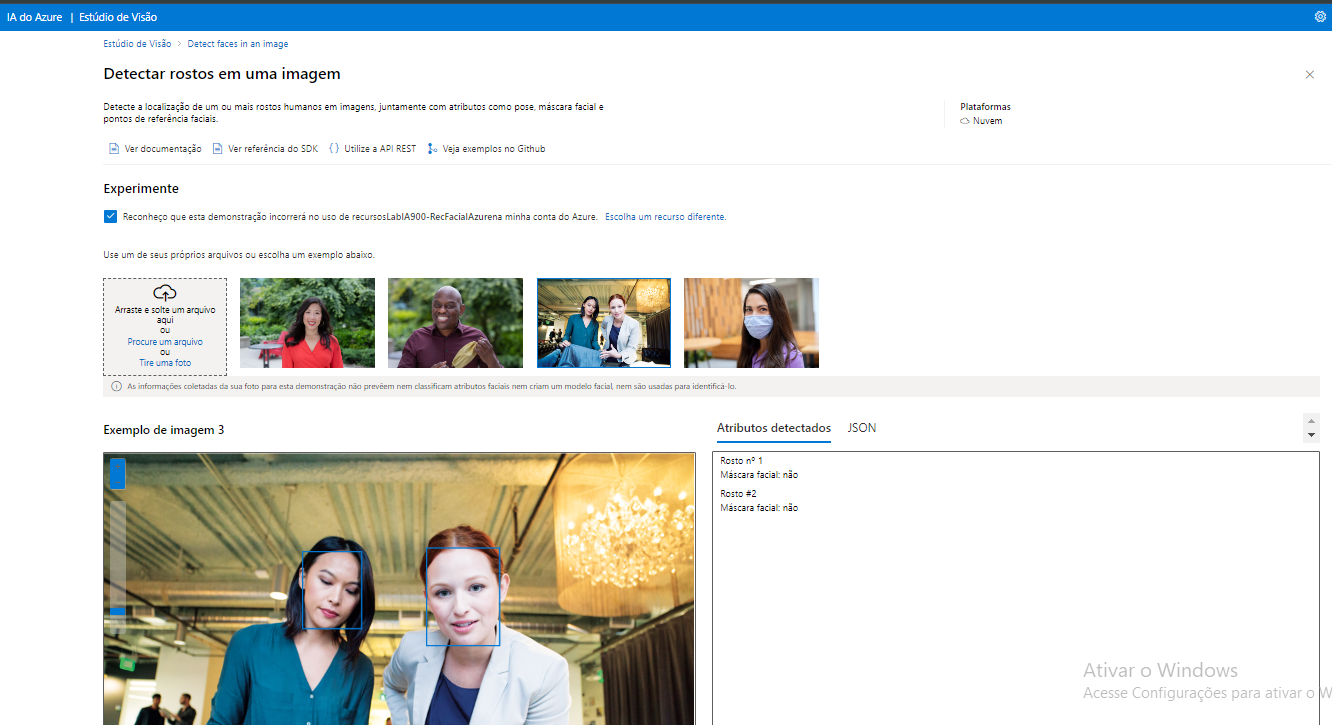 IA do Azure | Estúdio de Visão
Estúdio de Visão > Detect faces in an image
Detectar rostos em uma imagem
Detecte a localização de um ou mais rostos humanos em imagens, juntamente com atributos como pose, máscara facial e
pontos de referência faciais.
Plataformas
Nuvem
Ver documentação Ver referência do SDK {} Utilize a API REST Veja exemplos no Github
Experimente
Reconheço que esta demonstração incorrerá no uso de recursosLabIA900-RecFacialAzurena minha conta do Azure. Escolha um recurso diferente.
Use um de seus próprios arquivos ou escolha um exemplo abaixo.
Arraste e solte um arquivo
aqui
ou
Procure um arquivo
ou
Tire uma foto
As informações coletadas da sua foto para esta demonstração não prevêem nem classificam atributos faciais nem criam um modelo facial, nem são usadas para identificá-lo.
Exemplo de imagem 3
Atributos detectados JSON
Rosto nº 1
Máscara facial: não
Rosto #2
Máscara facial: não
Ativar o Windows
Acesse Configurações para ativar o W